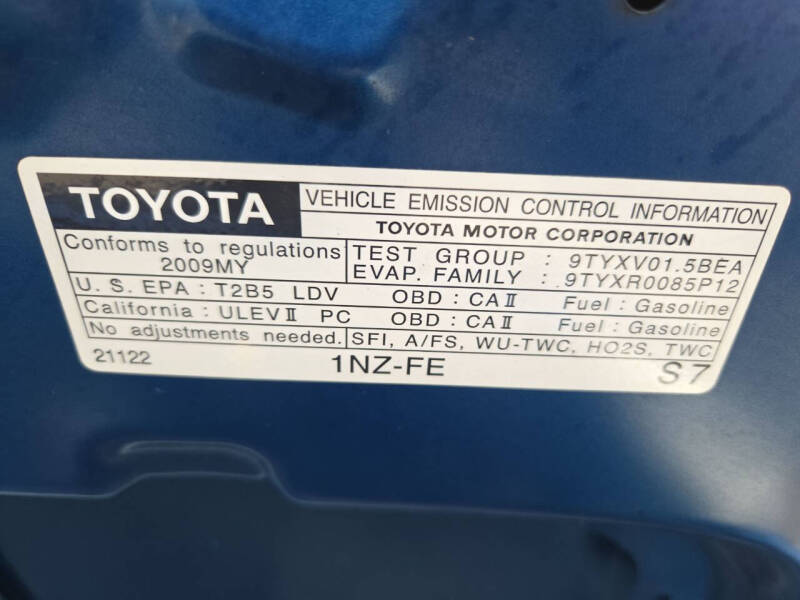 TOYOTA
VEHICLE EMISSION CONTROL INFORMATION
TOYOTA MOTOR CORPORATION
Conforms to regulations
2009MY
TEST GROUP : 9TYXV01.5BEA
EVAP. FAMILY : 9TYXR0085P12
U. S. EPA : T2B5 LDV OBD : CAⅡ Fuel : Gasoline
California : ULEVⅡ PC OBD : CAⅡ Fuel : Gasoline
No adjustments needed. SFI, A/FS, WU-TWC, HO2S, TWC
21122 1NZ-FE S7